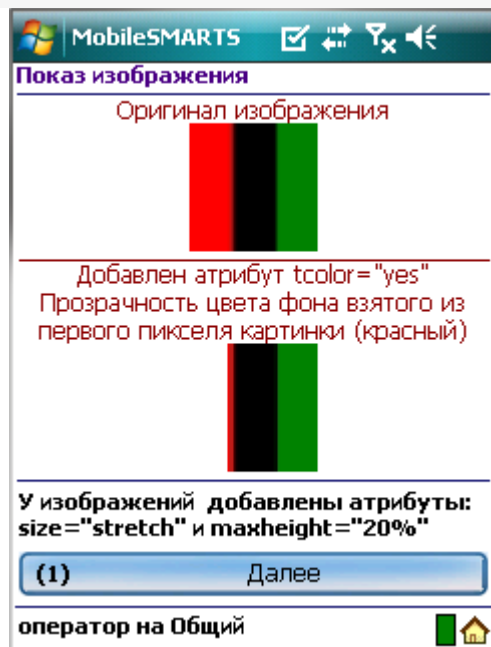 MobileSMARTS
Показ изображения
Оригинал изображения
Добавлен атрибут tcolor="yes"
Прозрачность цвета фона взятого из
первого пикселя картинки (красный)
У изображений добавлены атрибуты:
size="stretch" и maxheight="20%"
(1) Далее
оператор на Общий